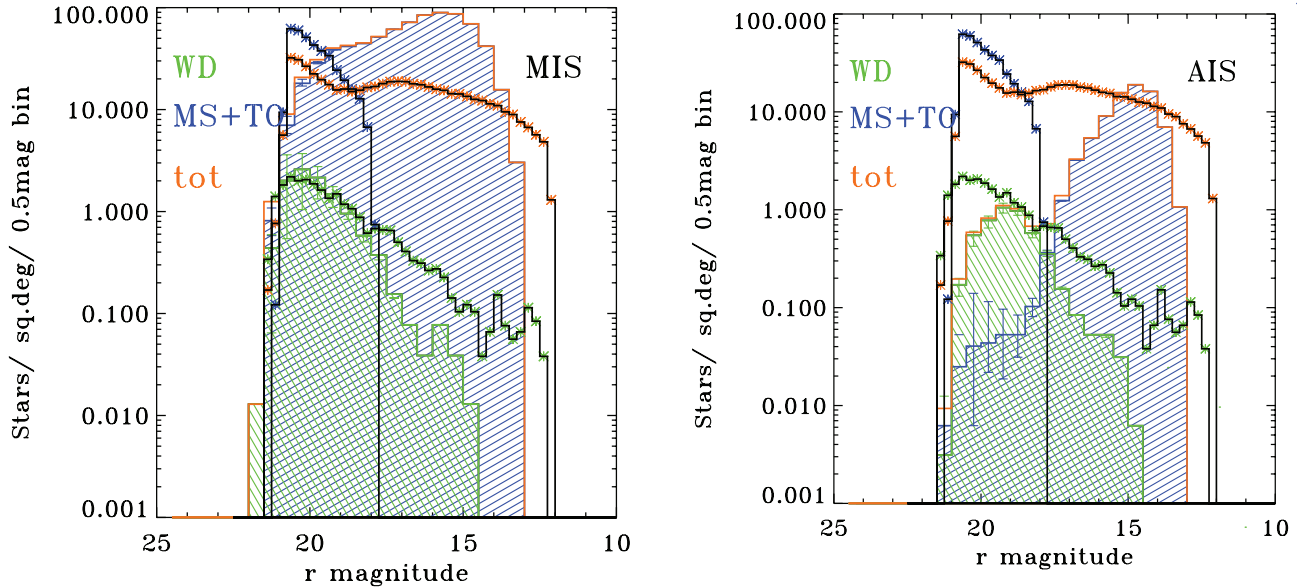 100.000
10.000
1.000
0.100
0.010
0.001
Stars/ sq.deg/ 0.5mag bin
WD
MS+TO
tot
MIS
25
20
15
10
r magnitude
100.000
10.000
1.000
0.100
0.010
0.001
Stars/ sq.deg/ 0.5mag bin
WD
MS+TO
tot
AIS
25
20
15
10
r magnitude